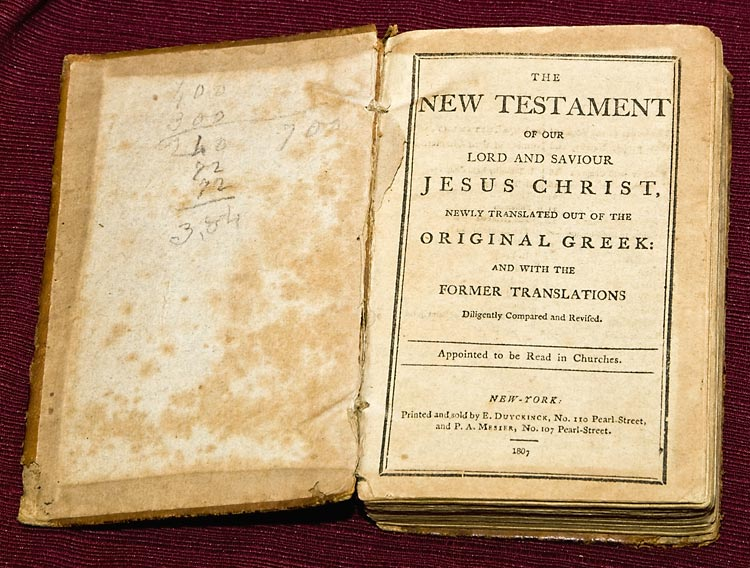 400
300
700
240
72
72
3,84
THE
NEW TESTAMENT
OF OUR
LORD AND SAVIOUR
JESUS CHRIST,
NEWLY TRANSLATED OUT OF THE
ORIGINAL GREEK:
AND WITH THE
FORMER TRANSLATIONS
Diligently Compared and Reviſed.
Appointed to be Read in Churches.
NEW-YORK:
Printed and sold by E. DUYCKINCK, No. 110 Pearl-Street,
and P. A. MESIER, No. 107 Pearl-Street.
1807